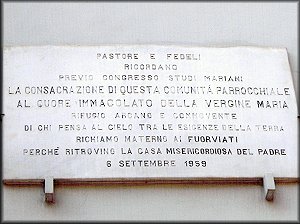 PASTORE E FEDELI
RICORDANO
PREVIO CONGRESSO STUDI MARIANI
LA CONSACRAZIONE DI QUESTA COMUNITÀ PARROCCHIALE
AL CUORE IMMACOLATO DELLA VERGINE MARIA
RIFUGIO ARCANO E COMMOVENTE
DI CHI PENSA AL CIELO TRA LE ESIGENZE DELLA TERRA
RICHIAMO MATERNO AI FUORVIATI
PERCHÉ RITROVINO LA CASA MISERICORDIOSA DEL PADRE
6 SETTEMBRE 1959